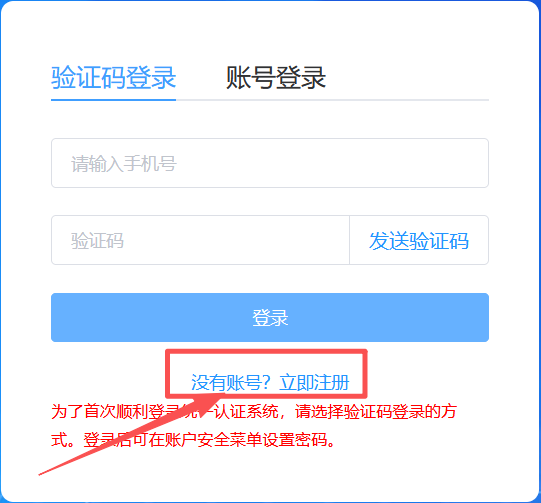 验证码登录 账号登录
请输入手机号
验证码 发送验证码
登录
没有账号？立即注册
为了首次顺利登录统一认证系统，请选择验证码登录的方
式。登录后可在账户安全菜单设置密码。